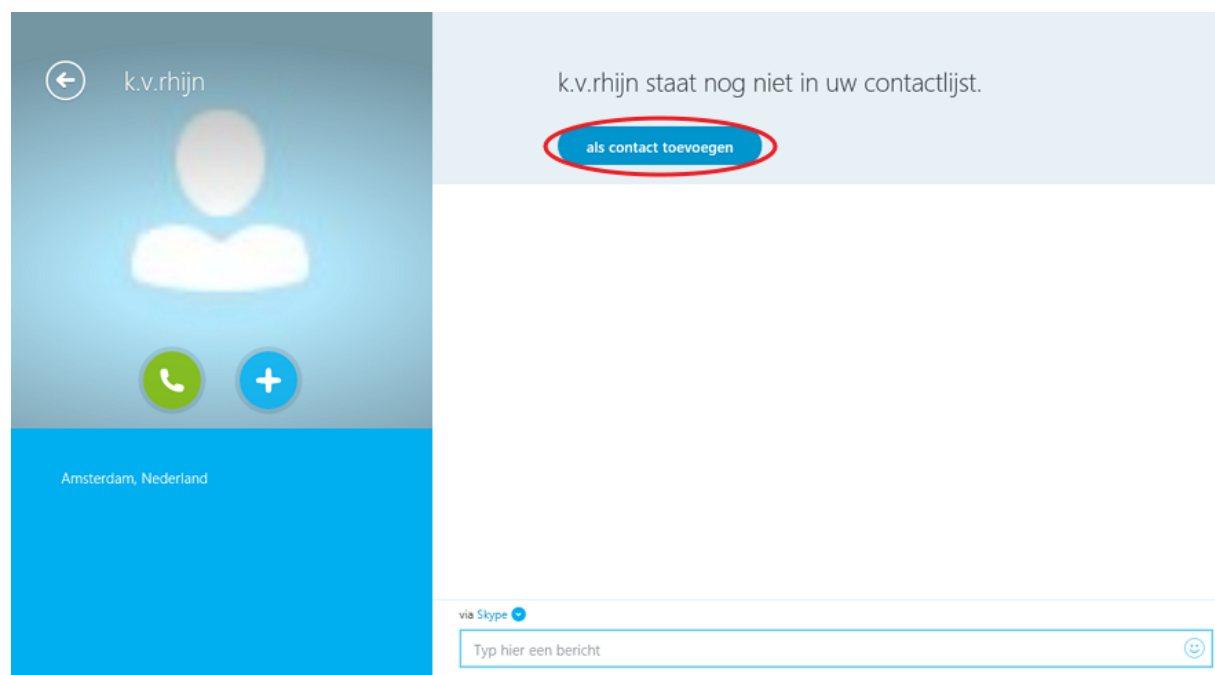 k.v.rhijn
k.v.rhijn staat nog niet in uw contactlijst.
als contact toevoegen
Amsterdam, Nederland
via Skype
Typ hier een bericht